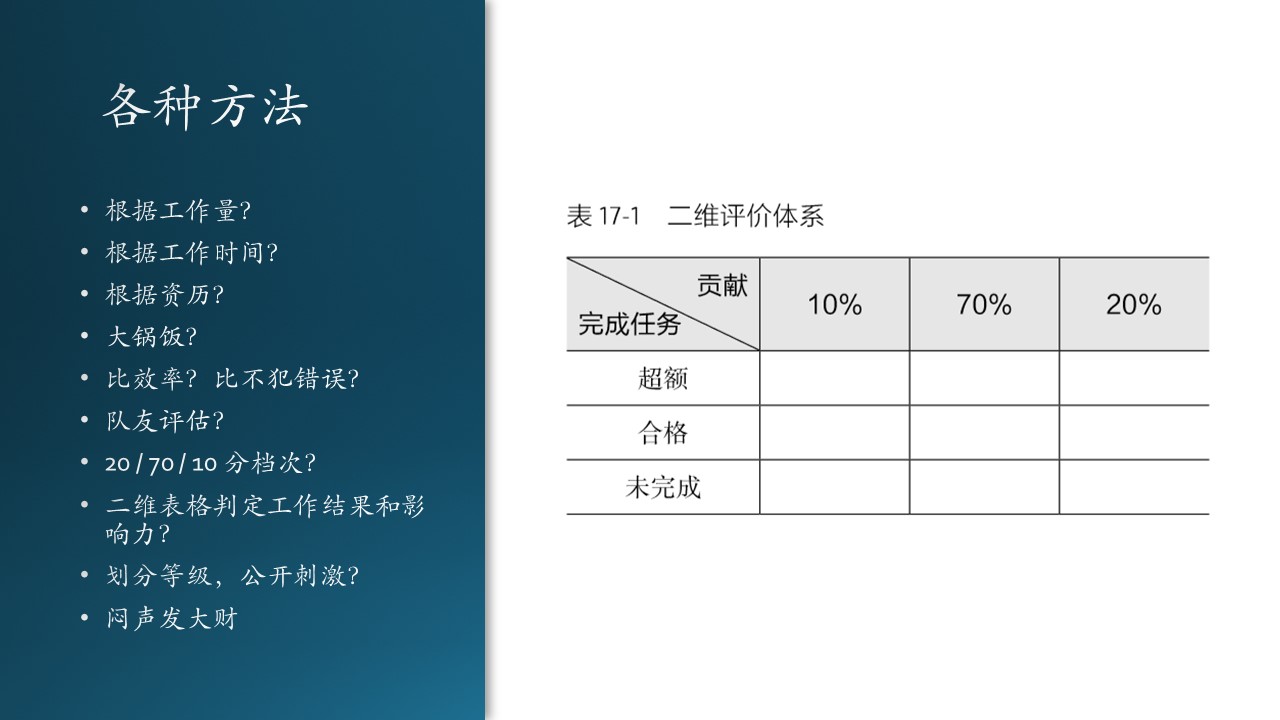 各种方法
• 根据工作量？
• 根据工作时间？
• 根据资历？
• 大锅饭？
• 比效率？比不犯错误？
• 队友评估？
• 20 / 70 / 10 分档次？
• 二维表格判定工作结果和影
响力？
• 划分等级，公开刺激？
• 闷声发大财
表 17-1 二维评价体系
贡献
完成任务
10% 70% 20%
超额
合格
未完成